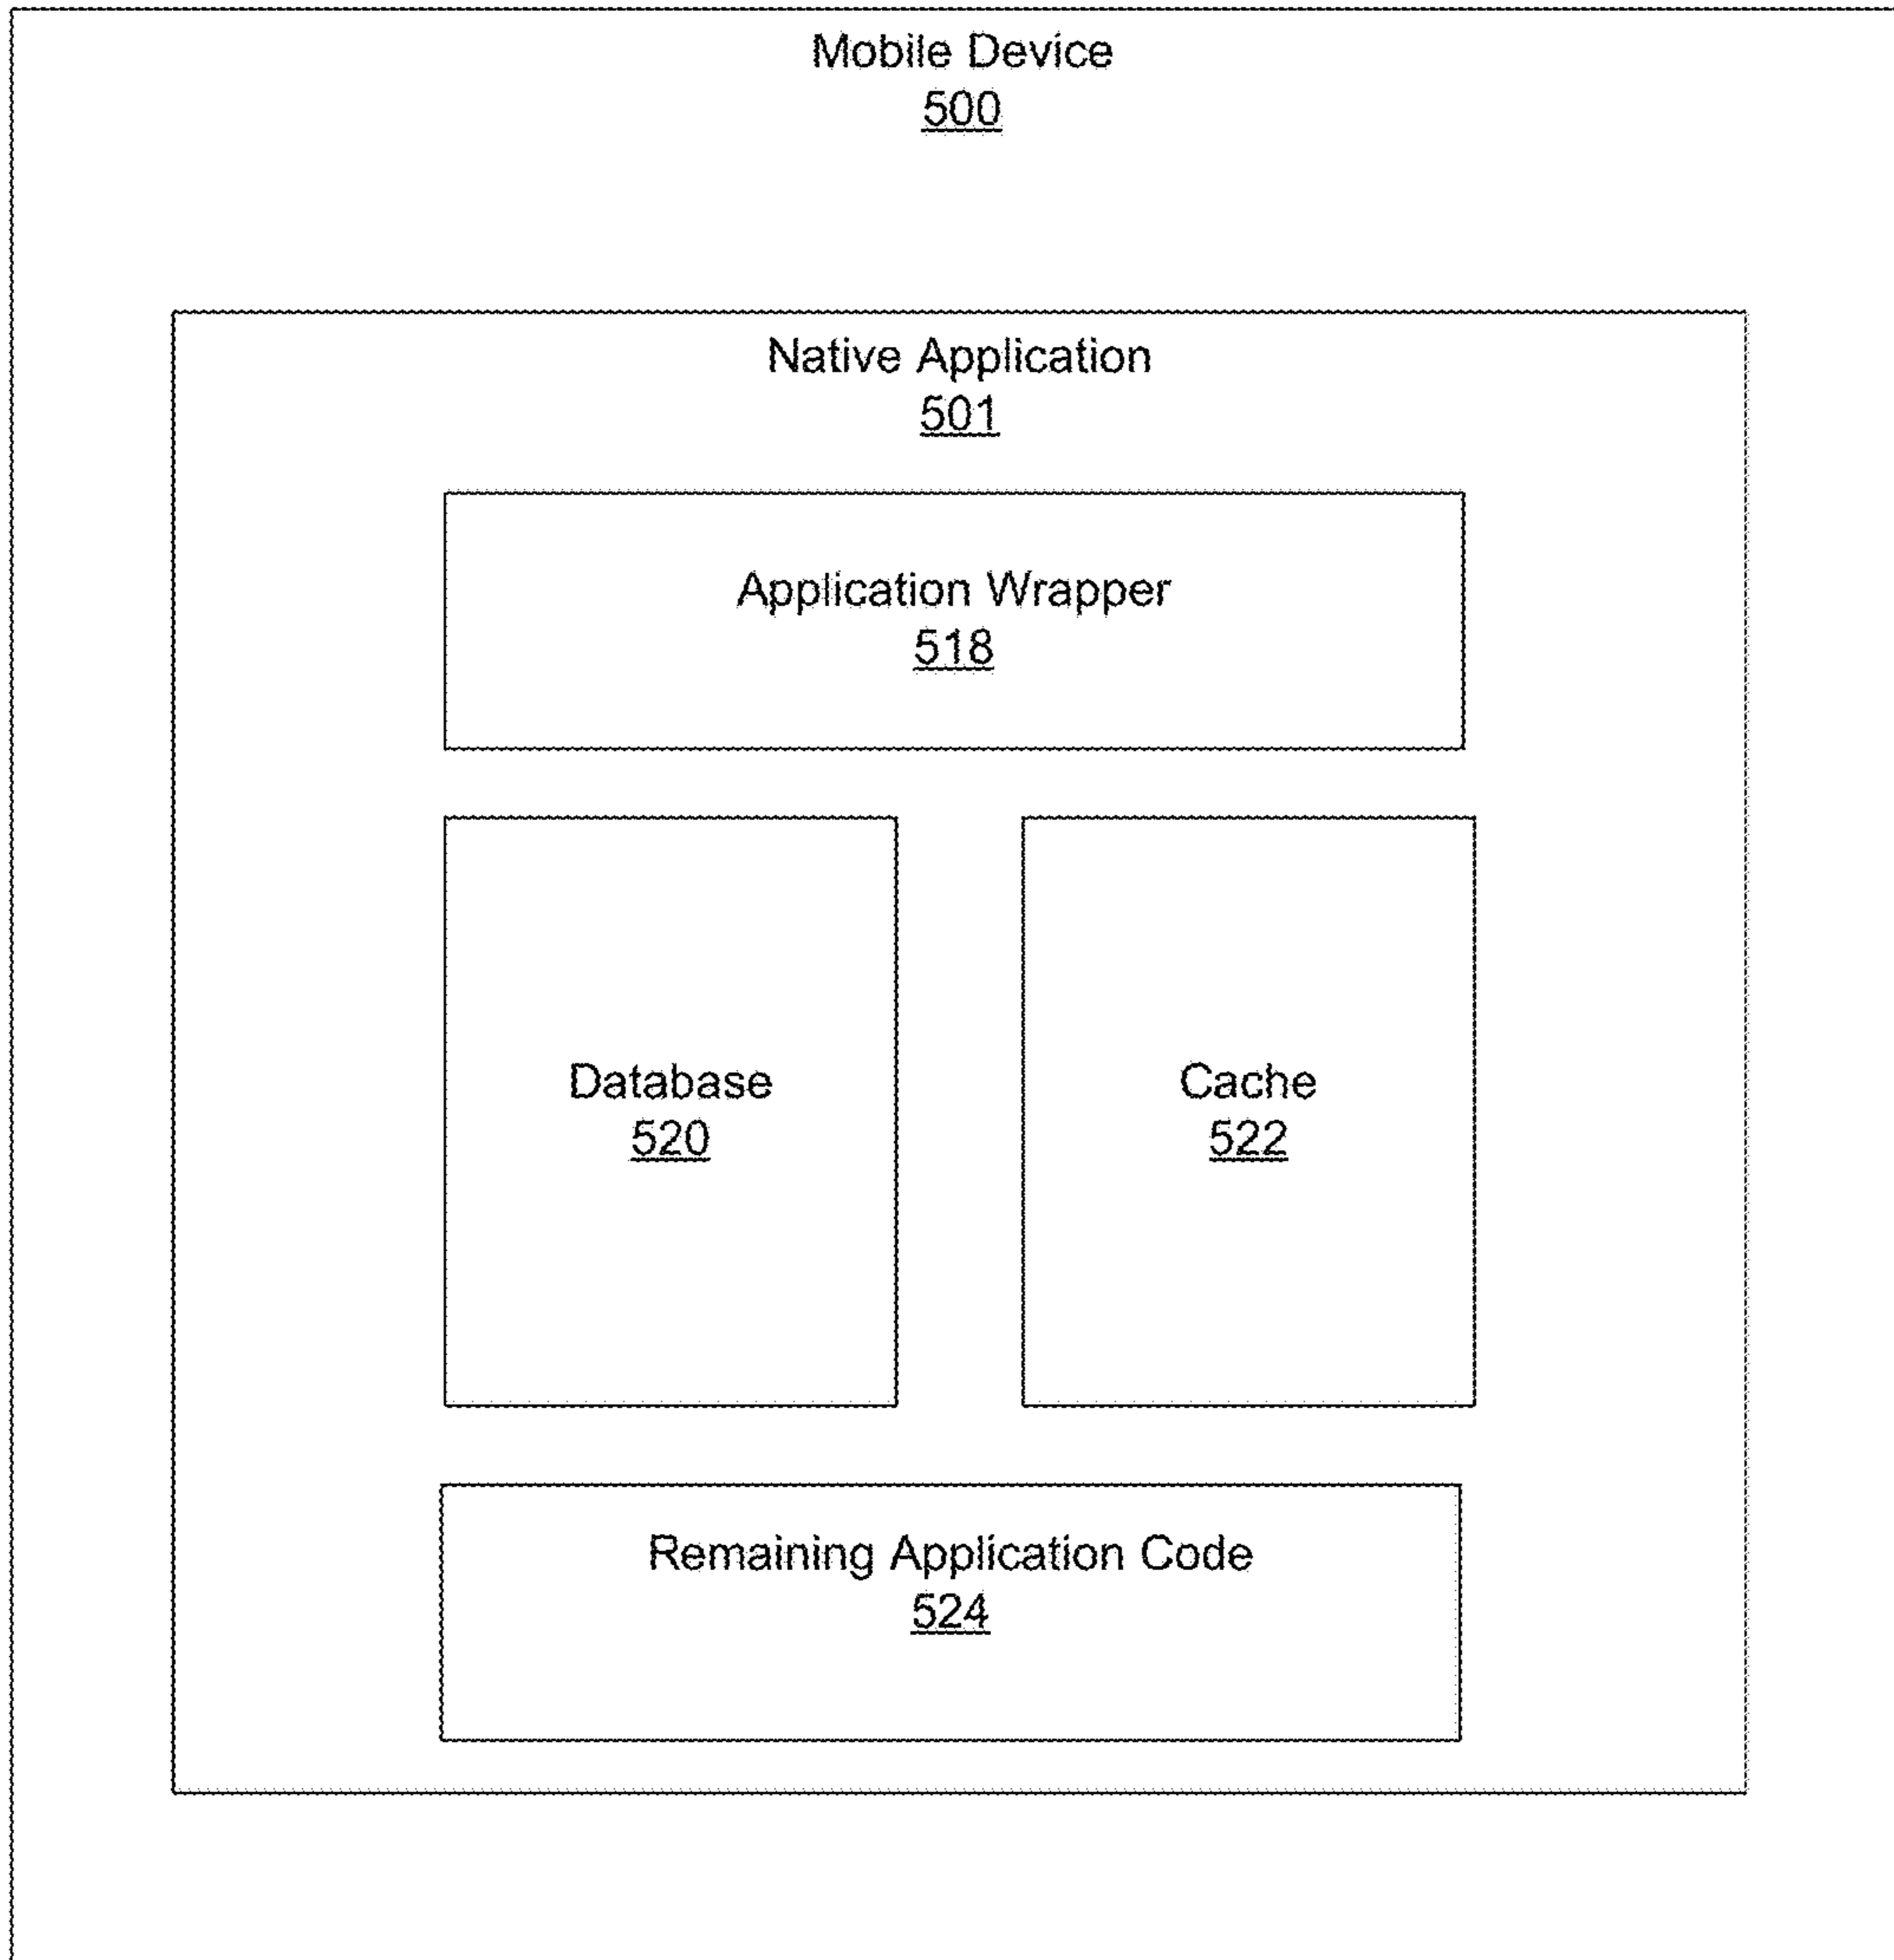 Mobile Device
500
Native Application
501
Application Wrapper
518
Database
520
Cache
522
Remaining Application Code
524